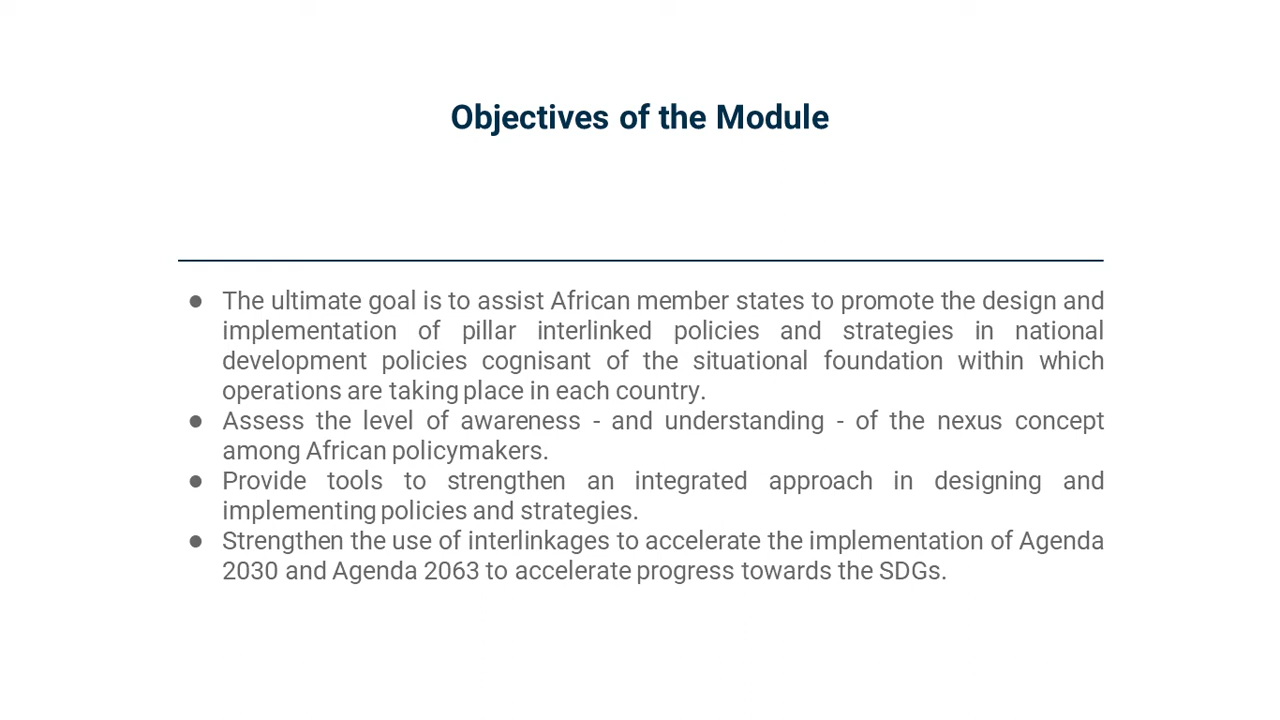 Objectives of the Module
● The ultimate goal is to assist African member states to promote the design and
implementation of pillar interlinked policies and strategies in national
development policies cognisant of the situational foundation within which
operations are taking place in each country.
● Assess the level of awareness - and understanding - of the nexus concept
among African policymakers.
● Provide tools to strengthen an integrated approach in designing and
implementing policies and strategies.
● Strengthen the use of interlinkages to accelerate the implementation of Agenda
2030 and Agenda 2063 to accelerate progress towards the SDGs.